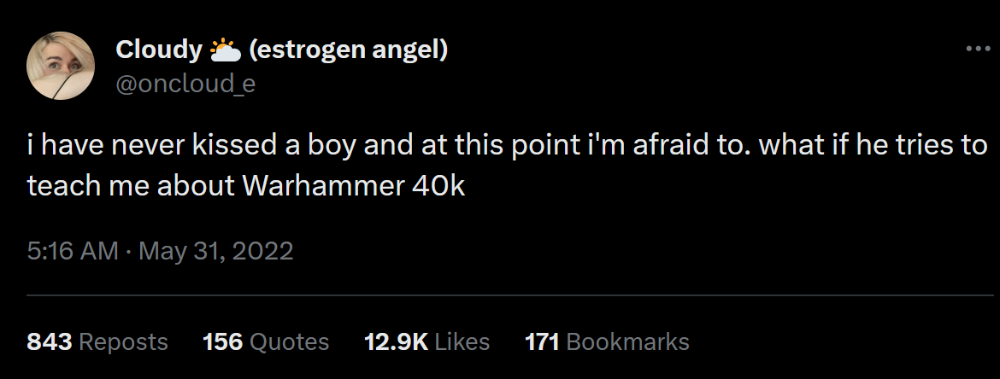 Cloudy 🌤️ (estrogen angel)
@oncloud_e
i have never kissed a boy and at this point i'm afraid to. what if he tries to
teach me about Warhammer 40k
5:16 AM · May 31, 2022
843 Reposts 156 Quotes 12.9K Likes 171 Bookmarks